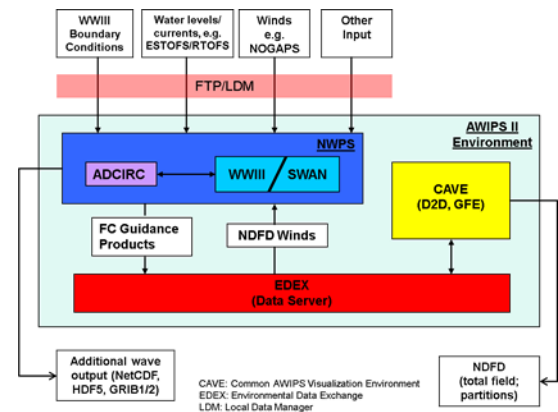 WWIII
Boundary
Conditions
Water levels/
currents, e.g.
ESTOFS/RTOFS
Winds
e.g.
NOGAPS
Other
Input
FTP/LDM
AWIPS II
Environment
NWPS
ADCIRC
WWIII
SWAN
CAVE
(D2D, GFE)
FC Guidance
Products
NDFD Winds
EDEX
(Data Server)
Additional wave
output (NetCDF,
HDF5, GRIB1/2)
CAVE: Common AWIPS Visualization Environment
EDEX: Environmental Data Exchange
LDM: Local Data Manager
NDFD
(total field;
partitions)